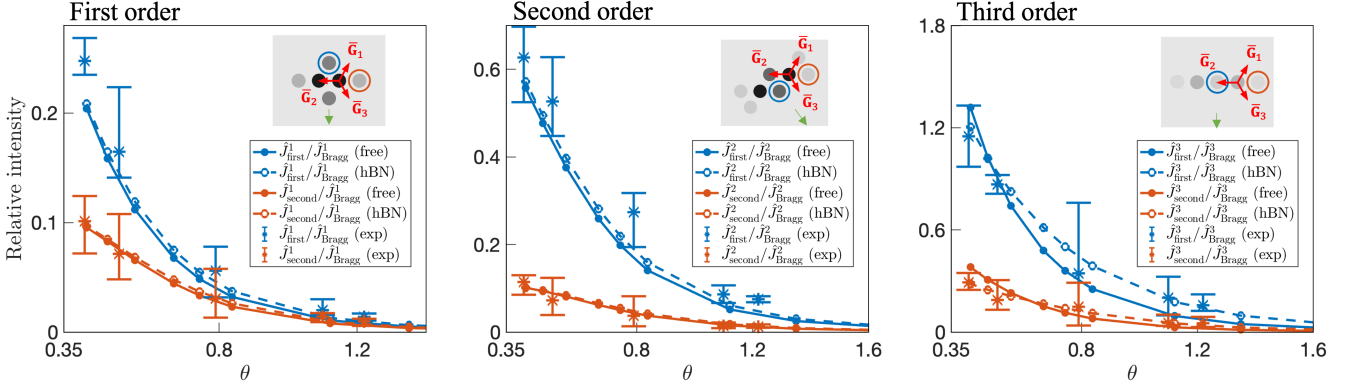 First order
Second order
Third order
Relative intensity
0.2
0.1
0
0.35
0.8
1.2
θ
Ḡ₁
Ḡ₂
Ḡ₃
Ĵ¹first/Ĵ¹Bragg (free)
Ĵ¹first/Ĵ¹Bragg (hBN)
Ĵ¹second/Ĵ¹Bragg (free)
Ĵ¹second/Ĵ¹Bragg (hBN)
Ĵ¹first/Ĵ¹Bragg (exp)
Ĵ¹second/Ĵ¹Bragg (exp)
0.6
0.4
0.2
0
0.35
0.8
1.2
1.6
θ
Ḡ₁
Ḡ₂
Ḡ₃
Ĵ²first/Ĵ²Bragg (free)
Ĵ²first/Ĵ²Bragg (hBN)
Ĵ²second/Ĵ²Bragg (free)
Ĵ²second/Ĵ²Bragg (hBN)
Ĵ²first/Ĵ²Bragg (exp)
Ĵ²second/Ĵ²Bragg (exp)
1.8
1.2
0.6
0
0.35
0.8
1.2
1.6
θ
Ḡ₁
Ḡ₂
Ḡ₃
Ĵ³first/Ĵ³Bragg (free)
Ĵ³first/Ĵ³Bragg (hBN)
Ĵ³second/Ĵ³Bragg (free)
Ĵ³second/Ĵ³Bragg (hBN)
Ĵ³first/Ĵ³Bragg (exp)
Ĵ³second/Ĵ³Bragg (exp)